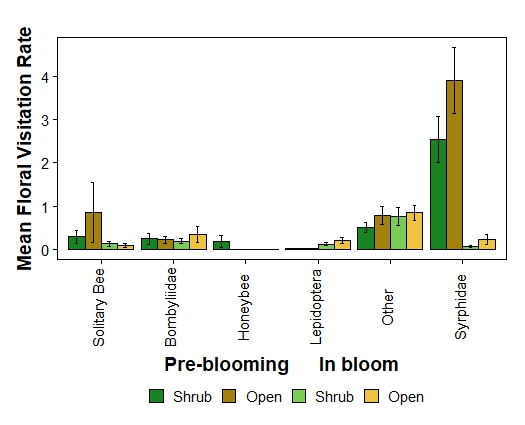 Mean Floral Visitation Rate
4
3
2
1
0
Solitary Bee
Bombyliidae
Honeybee
Lepidoptera
Other
Syrphidae
Pre-blooming In bloom
Shrub Open Shrub Open